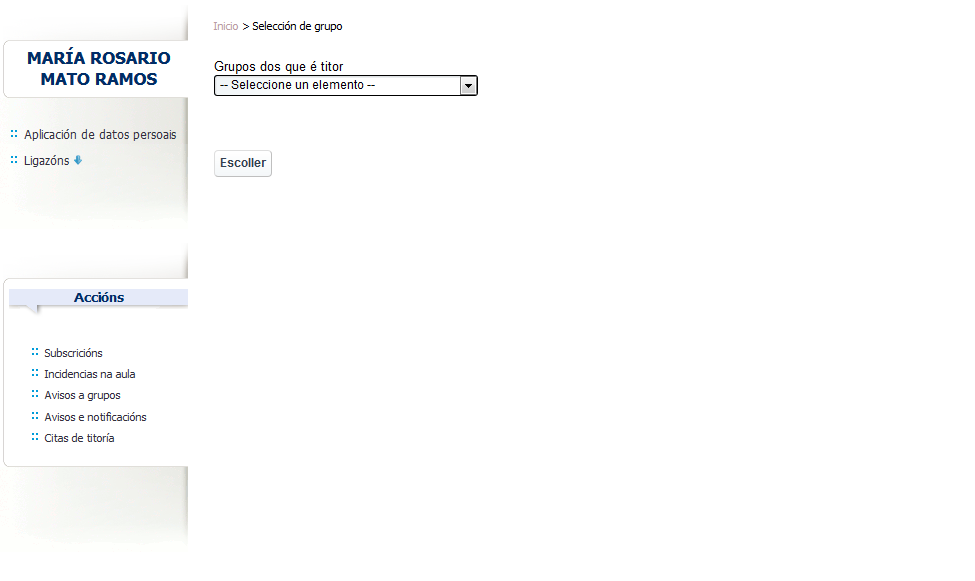 Inicio > Selección de grupo
MARÍA ROSARIO
MATO RAMOS
Grupos dos que é titor
-- Seleccione un elemento --
Aplicación de datos persoais
Ligazóns
Escoller
Accións
Subscricións
Incidencias na aula
Avisos a grupos
Avisos e notificacións
Citas de titoría